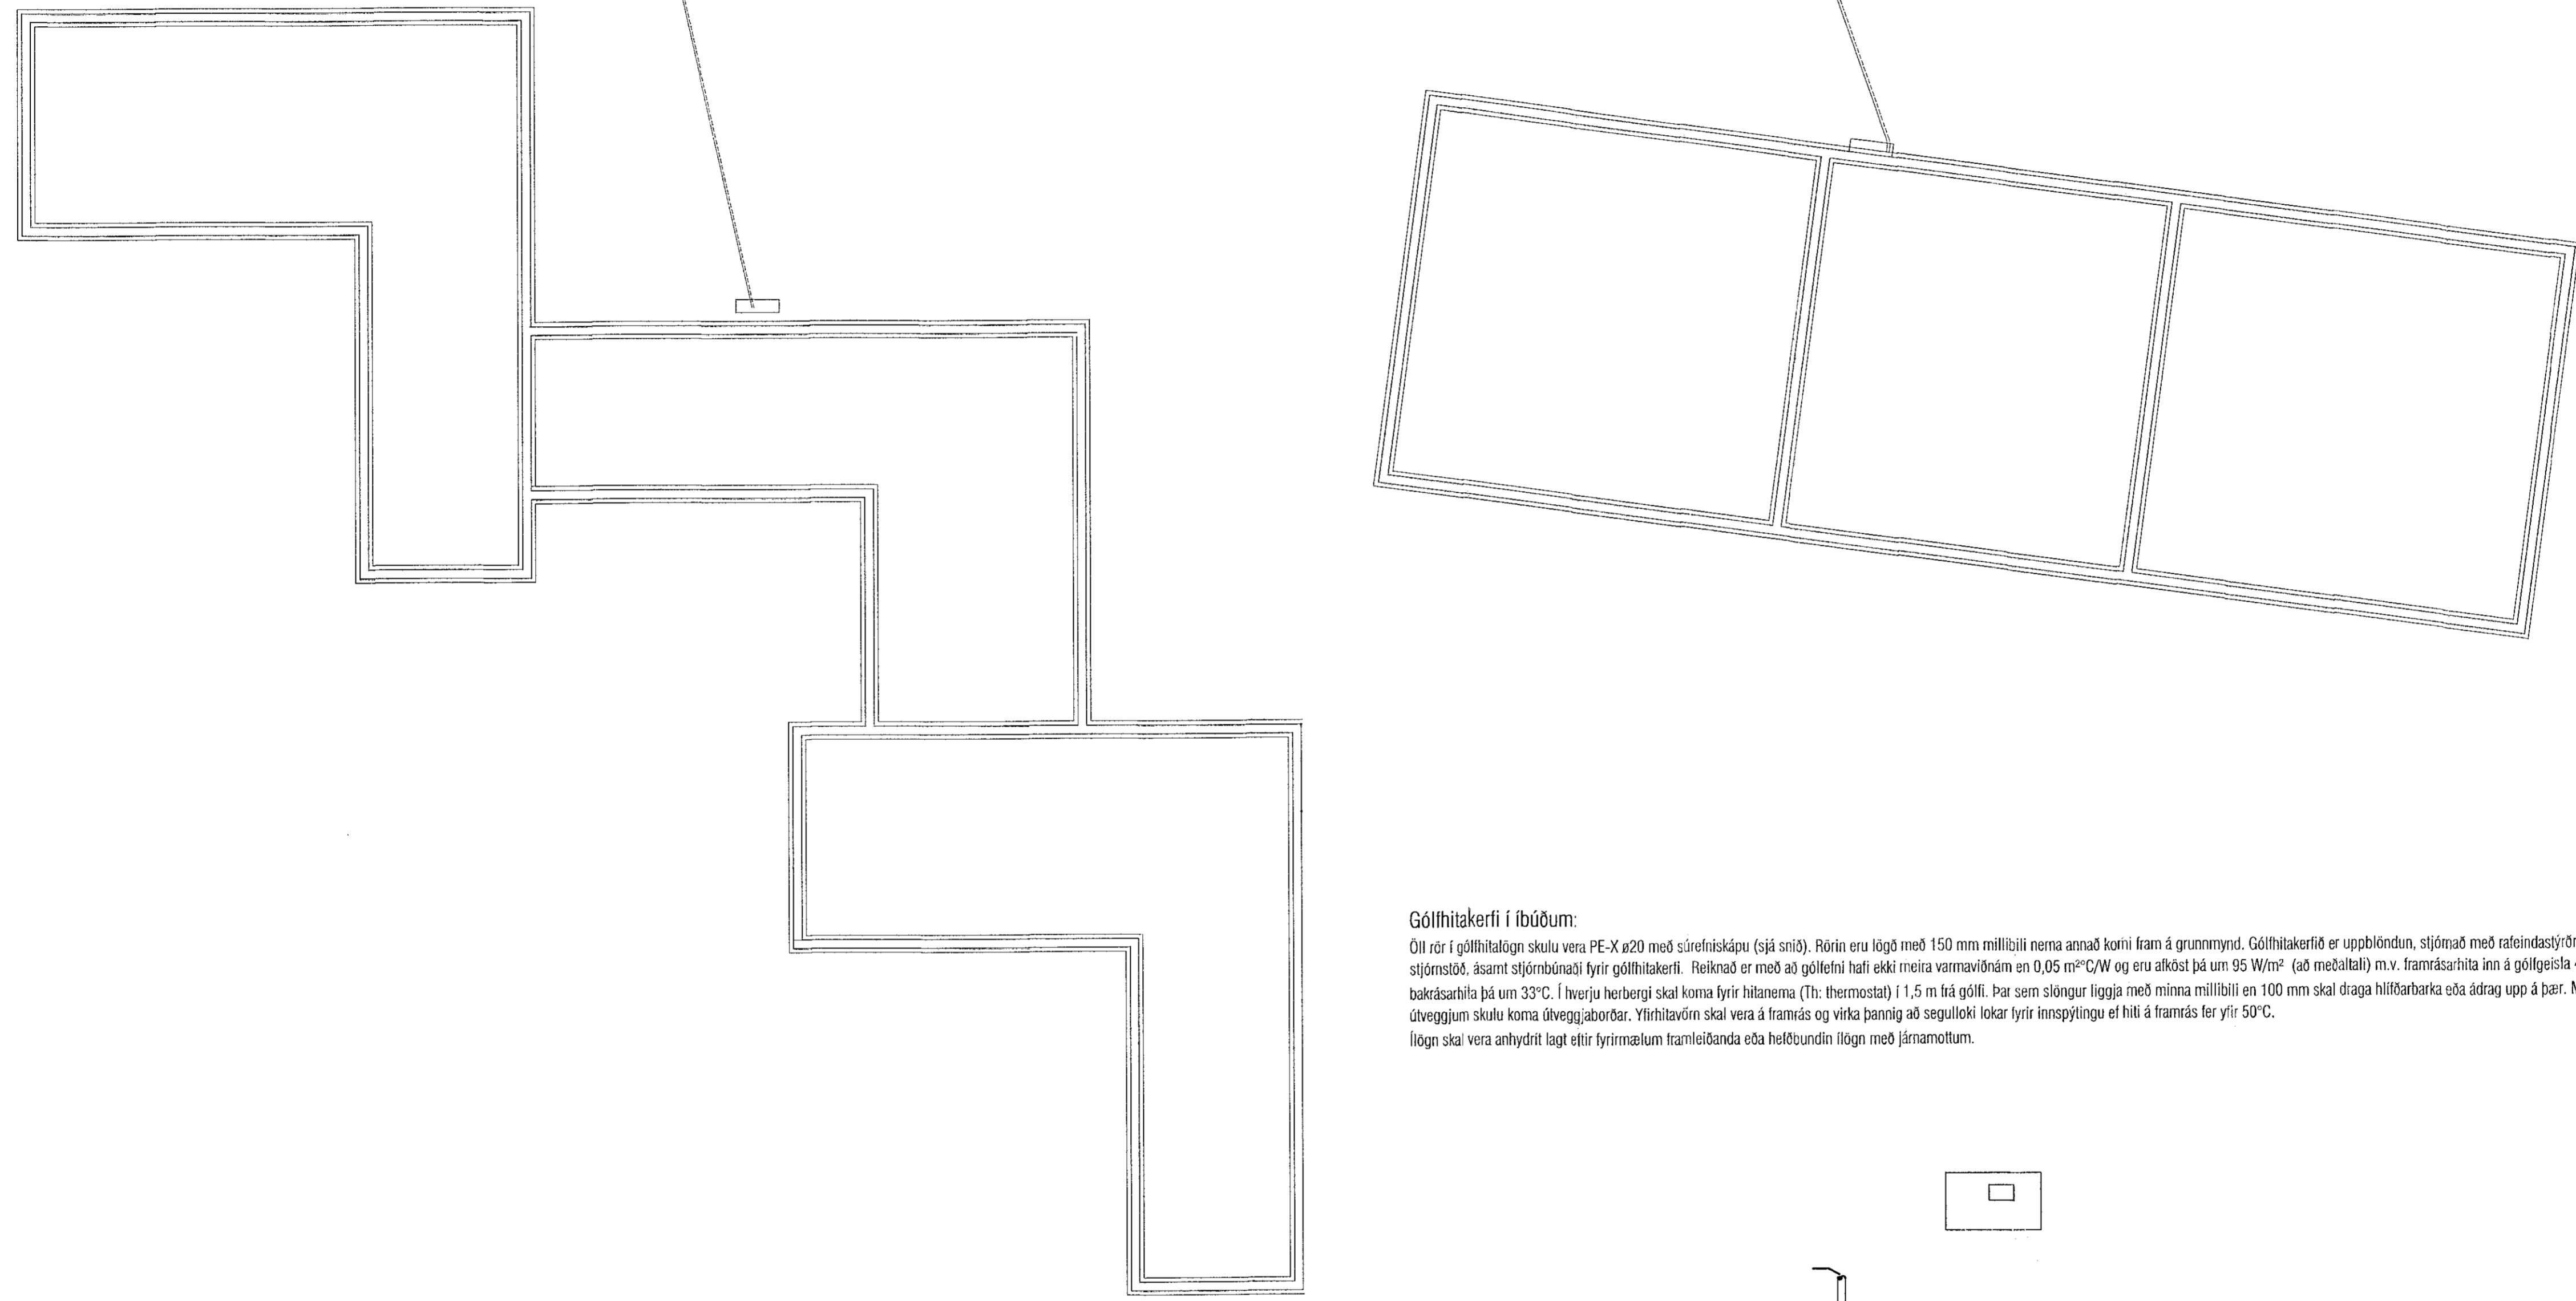 Gólfhitakerfi í íbúðum:
Öll rör í gólfhitalögn skulu vera PE-X ø20 með súrefniskápu (sjá snið). Rörin eru lögð með 150 mm millibili nema annað komi fram á grunnmynd. Gólfhitakerfið er uppblöndun, stjórnað með rafeindastýrðri
stjórnstöð, ásamt stjórnbúnaði fyrir gólfhitakerfi. Reiknað er með að gólfefni hafi ekki meira varmaviðnám en 0,05 m²°C/W og eru afköst þá um 95 W/m² (að meðaltali) m.v. framrásarhita inn á gólfgeisla
bakrásarhita þá um 33°C. Í hverju herbergi skal koma fyrir hitanema (Th: thermostat) í 1,5 m frá gólfi. Þar sem slöngur liggja með minna millibili en 100 mm skal draga hlífðarbarka eða ádrag upp á þær.
útveggjum skulu koma útveggjaborðar. Yfirhitavörn skal vera á framrás og virka þannig að segulloki lokar fyrir innspýtingu ef hiti á framrás fer yfir 50°C.
Ílögn skal vera anhydrit lagt eftir fyrirmælum framleiðanda eða hefðbundin ílögn með járnamottum.